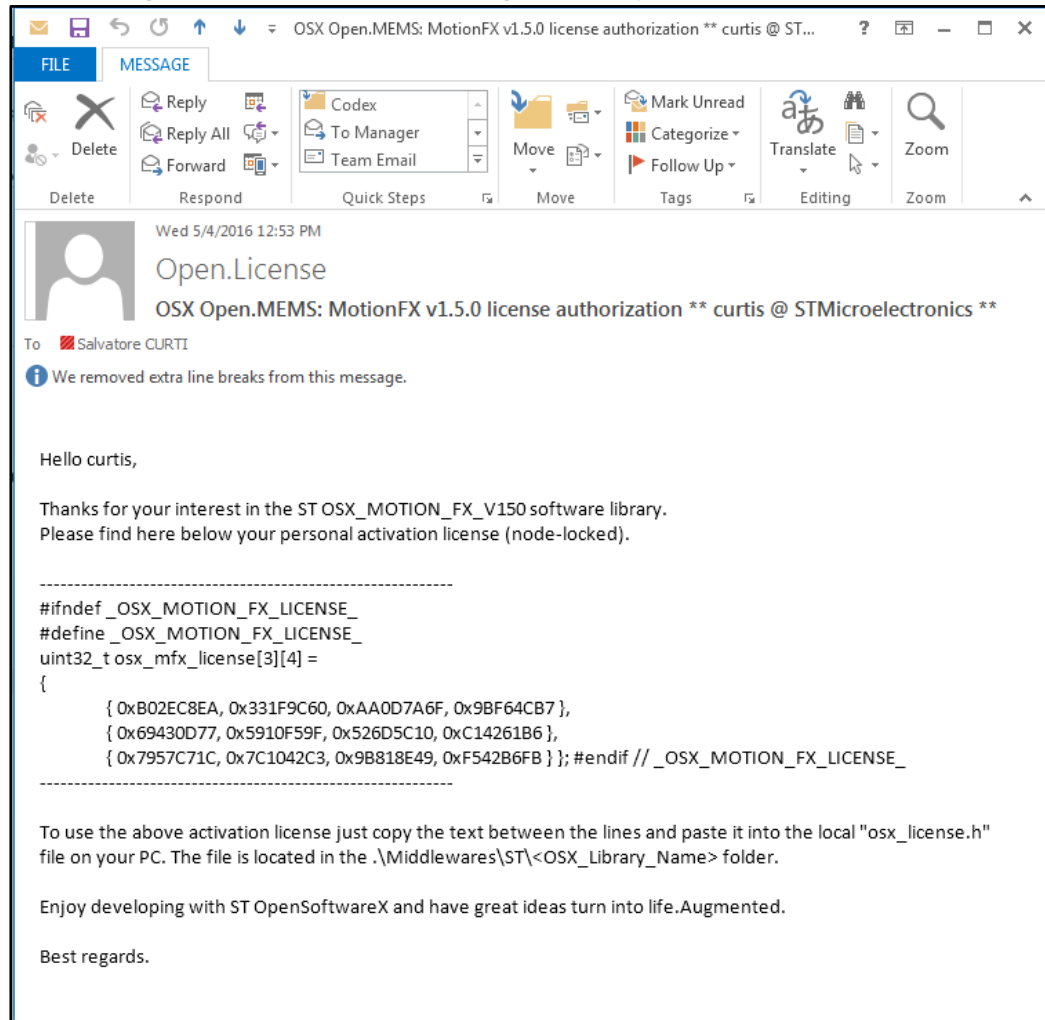 OSX Open.MEMS: MotionFX v1.5.0 license authorization ** curtis @ ST...
FILE MESSAGE
Delete
Reply
Reply All
Forward
Codex
To Manager
Team Email
Move
Mark Unread
Categorize
Follow Up
Translate
Zoom
Delete Respond Quick Steps Move Tags Editing Zoom
Wed 5/4/2016 12:53 PM
Open.License
OSX Open.MEMS: MotionFX v1.5.0 license authorization ** curtis @ STMicroelectronics **
To Salvatore CURTI
We removed extra line breaks from this message.
Hello curtis,
Thanks for your interest in the ST OSX_MOTION_FX_V150 software library.
Please find here below your personal activation license (node-locked).
------------------------------------------------------------
#ifndef _OSX_MOTION_FX_LICENSE_
#define _OSX_MOTION_FX_LICENSE_
uint32_t osx_mfx_license[3][4] =
{
{ 0xB02EC8EA, 0x331F9C60, 0xAA0D7A6F, 0x9BF64CB7 },
{ 0x69430D77, 0x5910F59F, 0x526D5C10, 0xC14261B6 },
{ 0x7957C71C, 0x7C1042C3, 0x9B818E49, 0xF542B6FB } }; #endif // _OSX_MOTION_FX_LICENSE_
------------------------------------------------------------
To use the above activation license just copy the text between the lines and paste it into the local "osx_license.h"
file on your PC. The file is located in the .\Middlewares\ST\<OSX_Library_Name> folder.
Enjoy developing with ST OpenSoftwareX and have great ideas turn into life.Augmented.
Best regards.